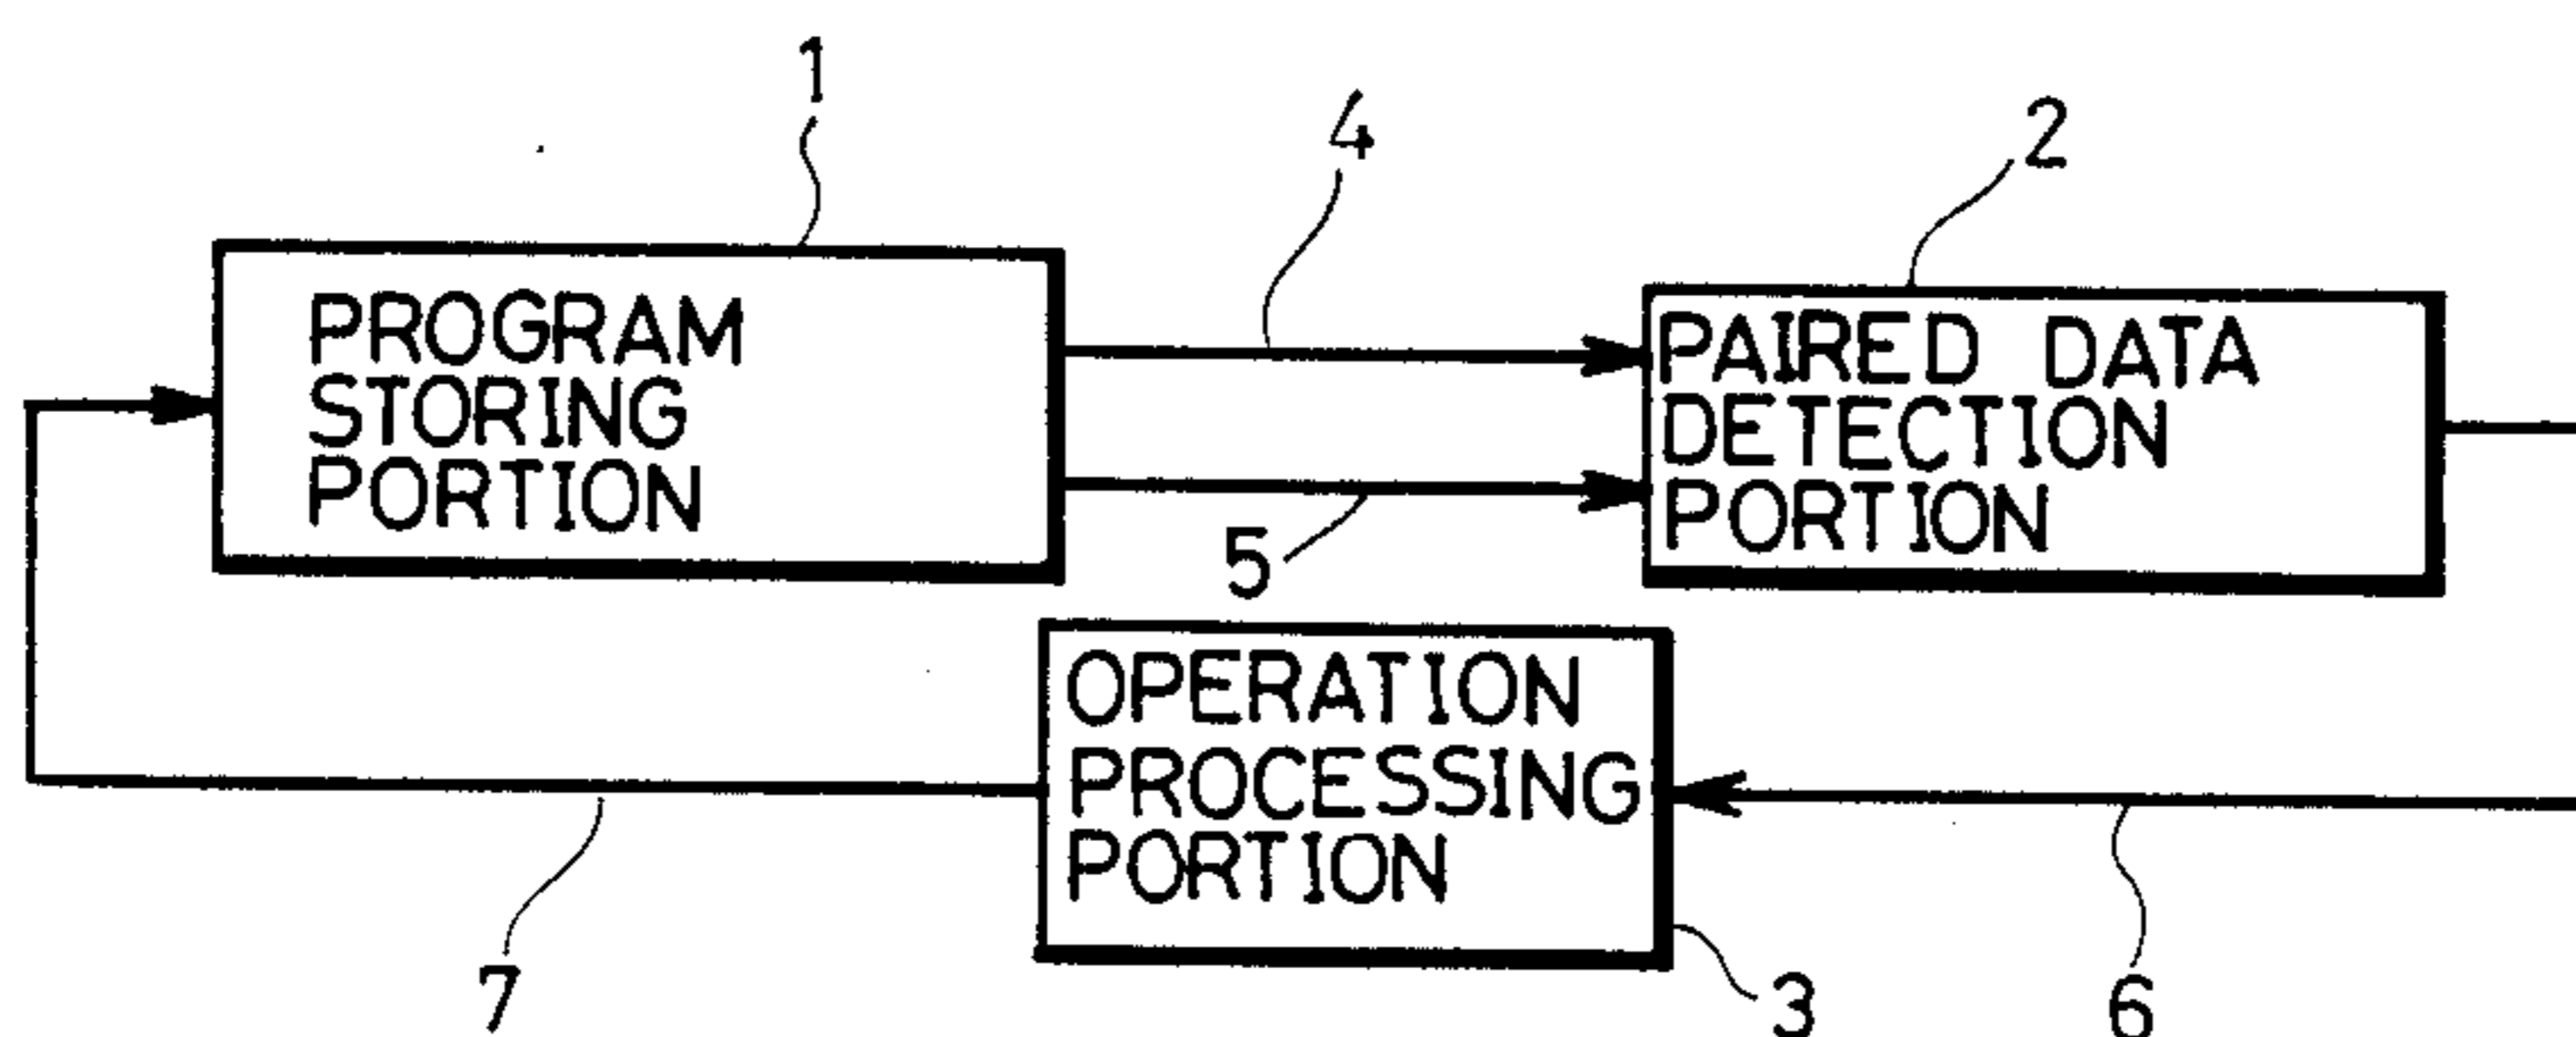 1
4
2
PROGRAM
STORING
PORTION
PAIRED DATA
DETECTION
PORTION
5
OPERATION
PROCESSING
PORTION
7
3
6